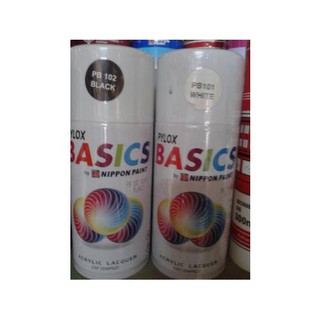 PB 102
BLACK
PYLOX
BASICS
by NIPPON PAINT
ACRYLIC LACQUER
PB101
WHITE
PYLOX
BASICS
by NIPPON PAINT
ACRYLIC LACQUER